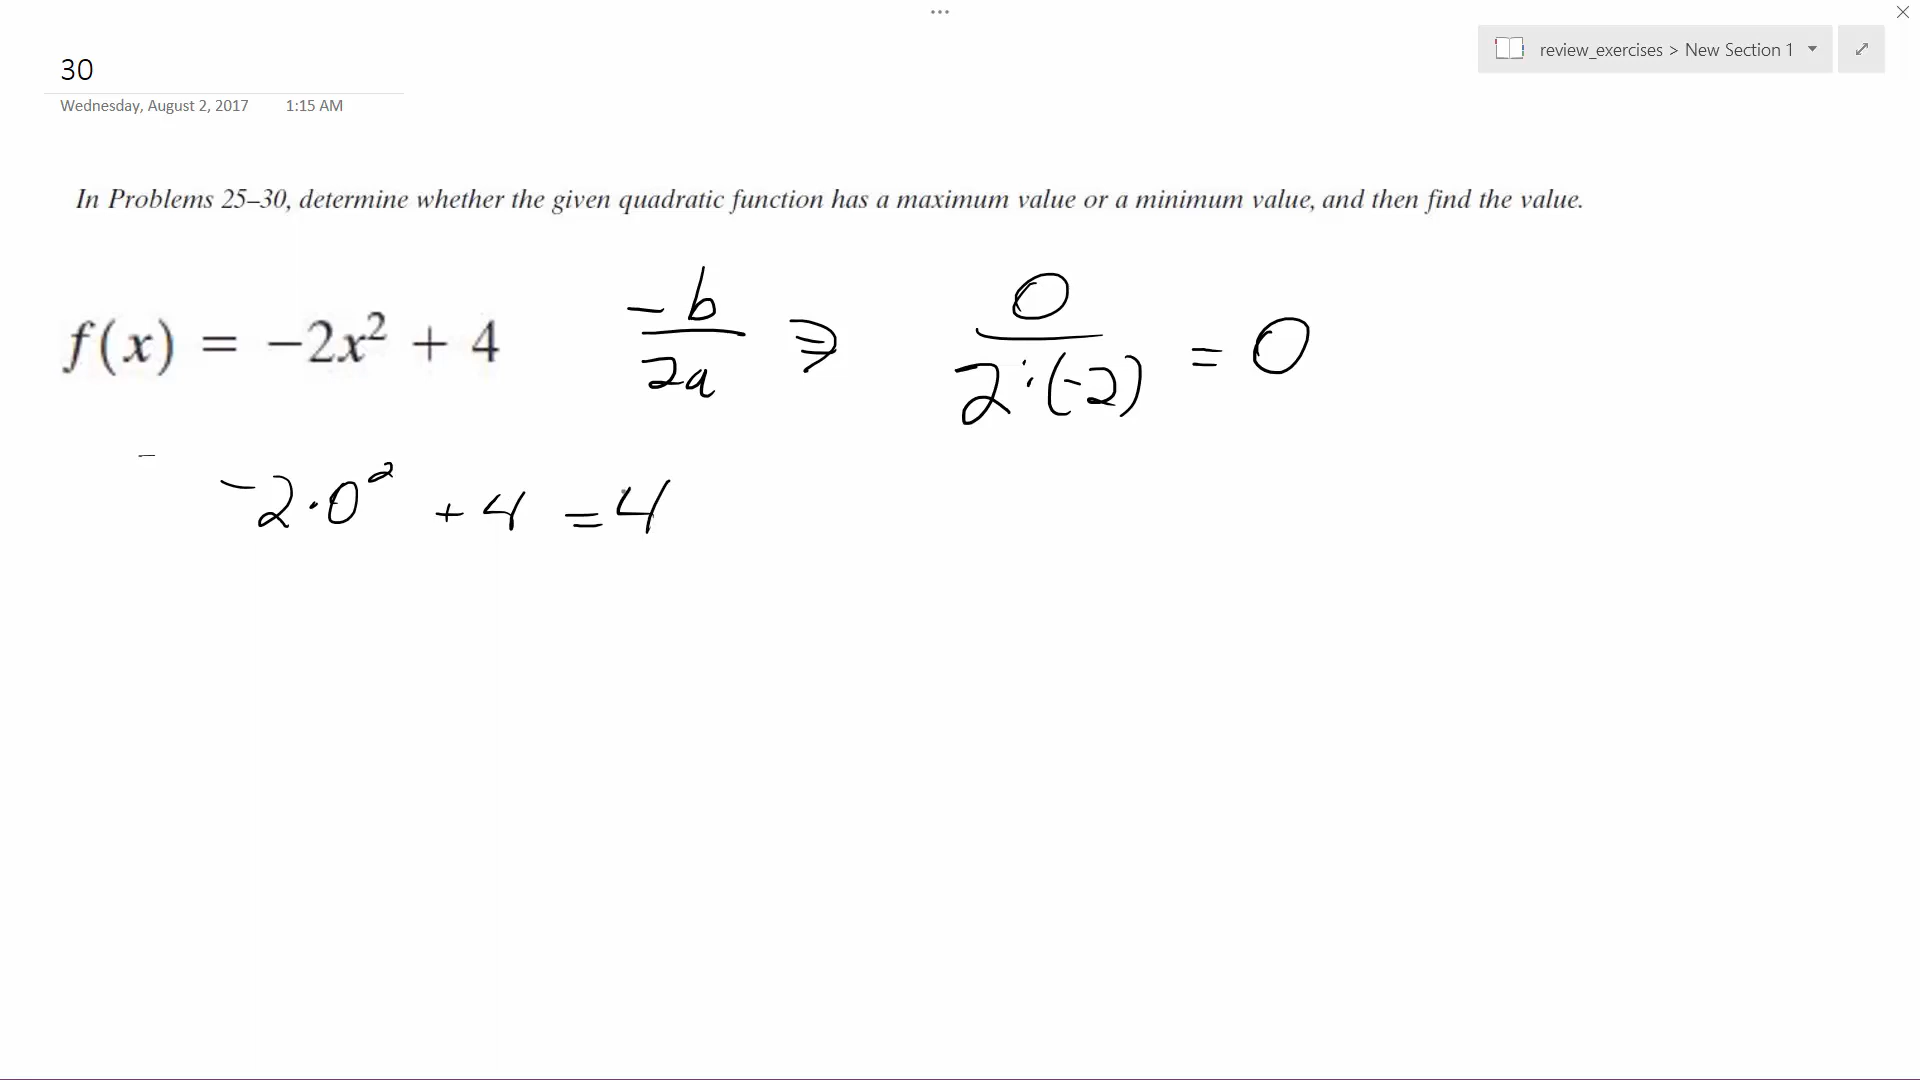 ...
review_exercises > New Section 1
30
Wednesday, August 2, 2017 1:15 AM
In Problems 25–30, determine whether the given quadratic function has a maximum value or a minimum value, and then find the value.
f(x) = −2x² + 4
-b/2a ⇒ 0/2·(-2) = 0
-
-2·0² + 4 = 4